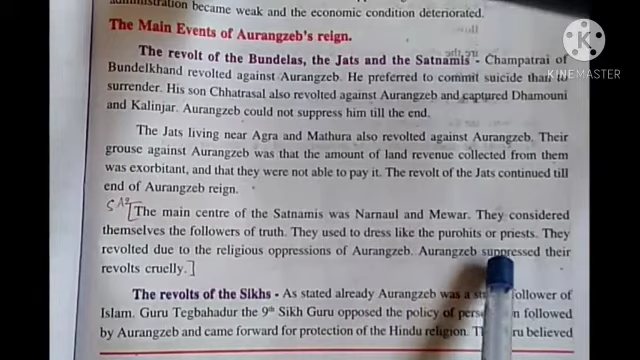 administration became weak and the economic condition deteriorated.
The Main Events of Aurangzeb's reign.
The revolt of the Bundelas, the Jats and the Satnamis - Champatrai of
Bundelkhand revolted against Aurangzeb. He preferred to commit suicide than to
surrender. His son Chhatrasal also revolted against Aurangzeb and captured Dhamouni
and Kalinjar. Aurangzeb could not suppress him till the end.
The Jats living near Agra and Mathura also revolted against Aurangzeb. Their
grouse against Aurangzeb was that the amount of land revenue collected from them
was exorbitant, and that they were not able to pay it. The revolt of the Jats continued till
end of Aurangzeb reign.
[The main centre of the Satnamis was Narnaul and Mewar. They considered
themselves the followers of truth. They used to dress like the purohits or priests. They
revolted due to the religious oppressions of Aurangzeb. Aurangzeb suppressed their
revolts cruelly.]
The revolts of the Sikhs - As stated already Aurangzeb was a follower of
Islam. Guru Tegbahadur the 9th Sikh Guru opposed the policy of followed
by Aurangzeb and came forward for protection of the Hindu religion. believed
KINEMASTER